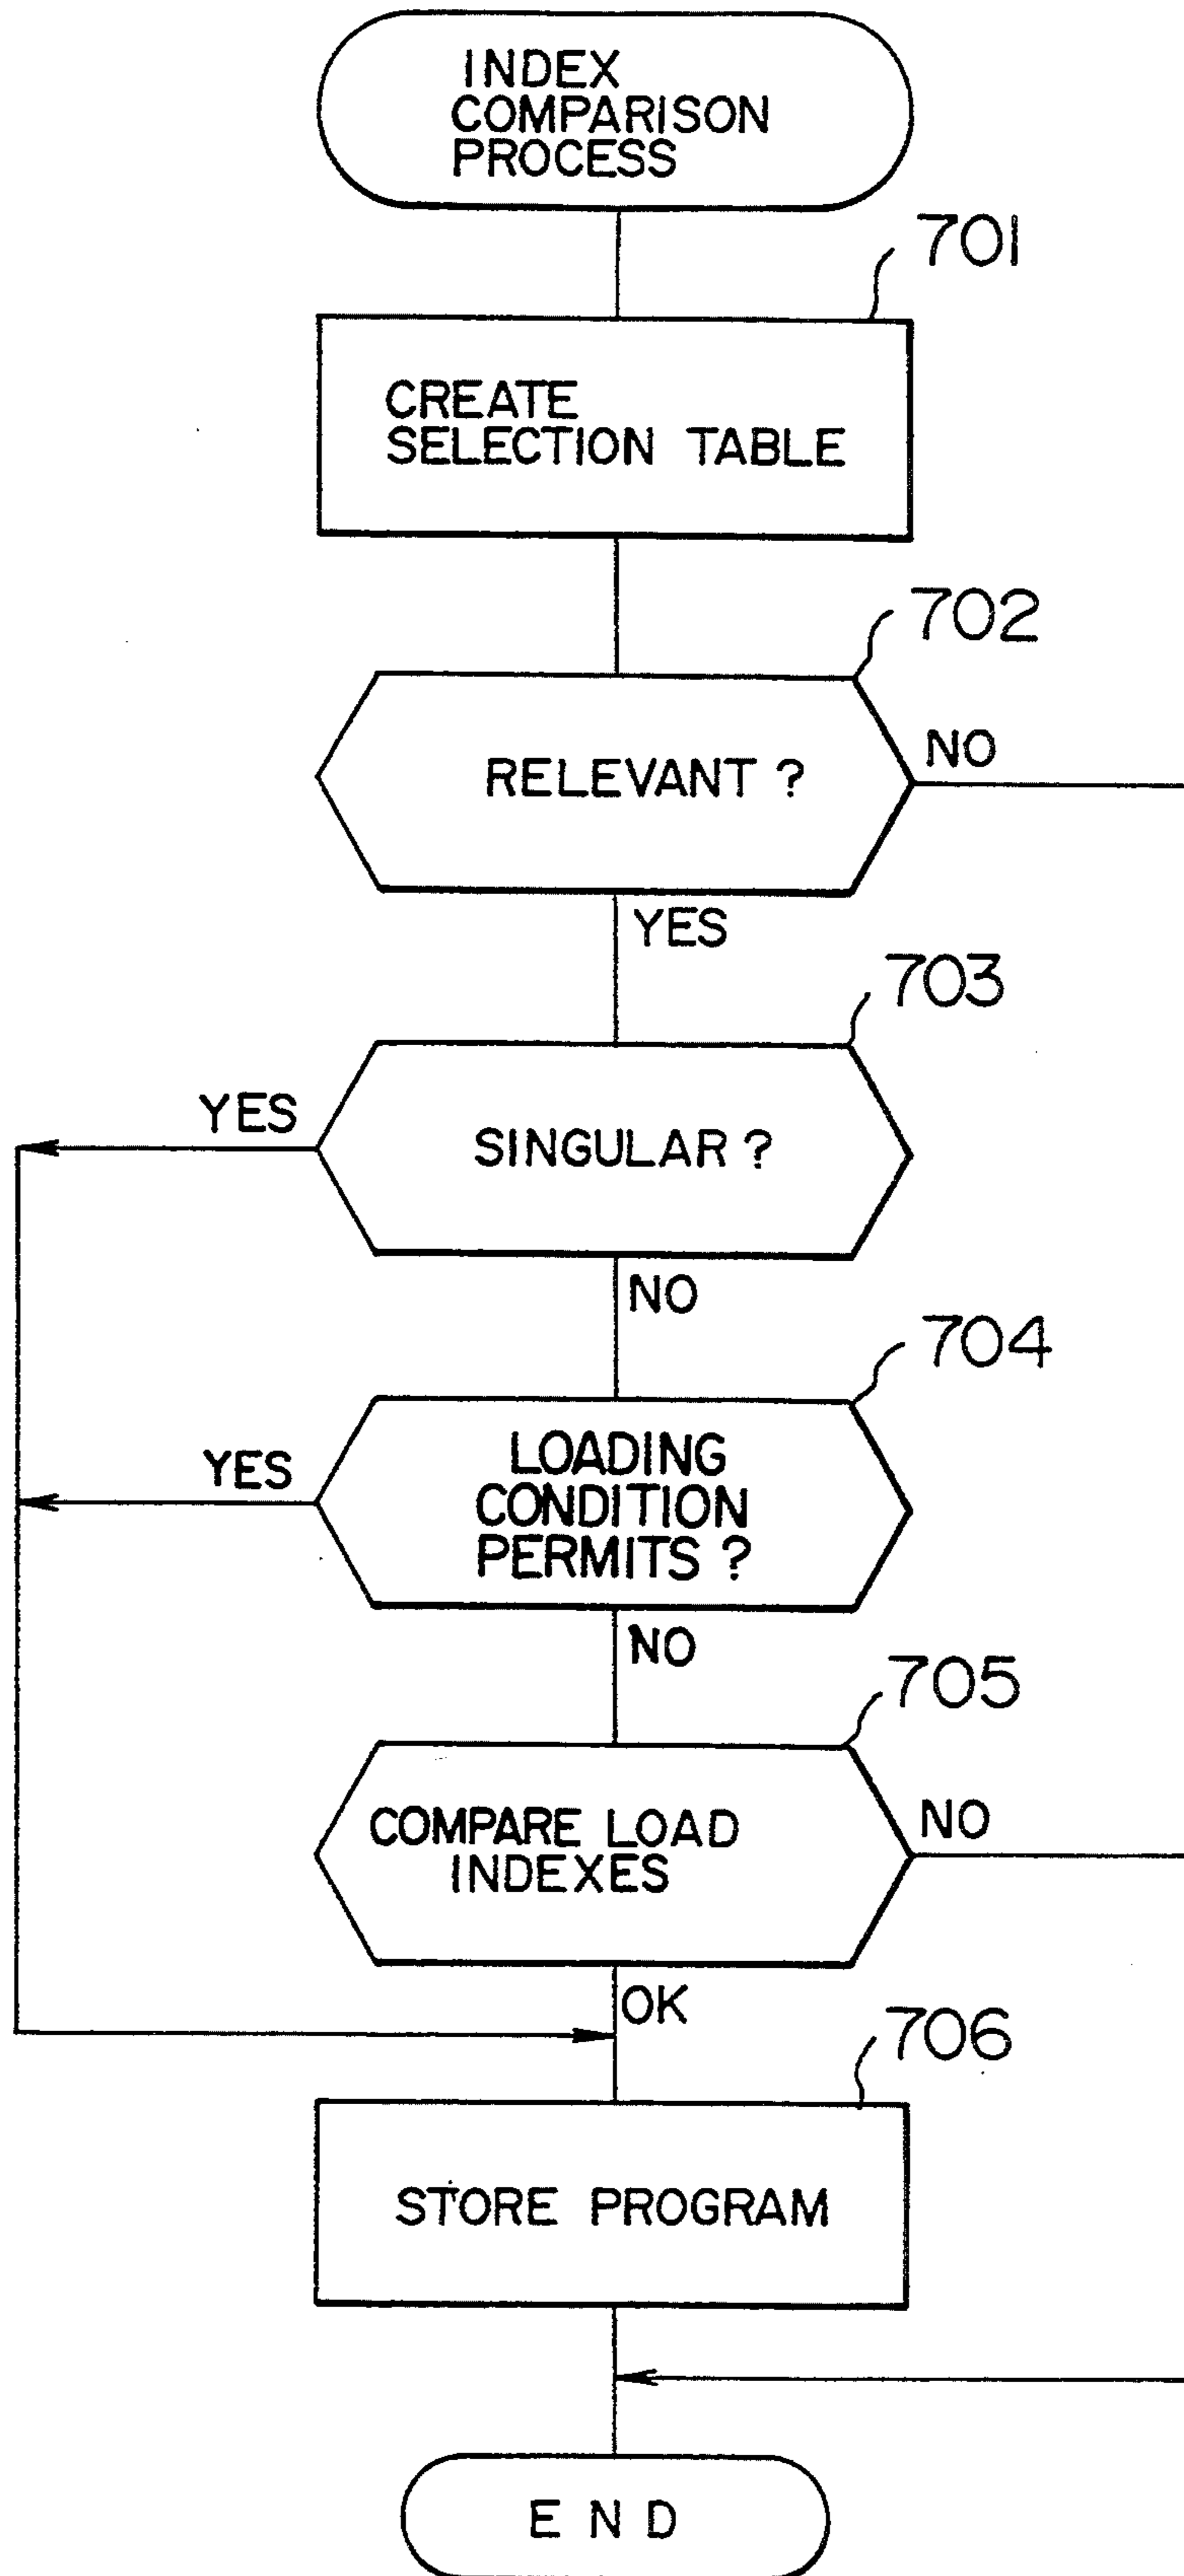 INDEX
COMPARISON
PROCESS
701
CREATE
SELECTION TABLE
702
RELEVANT ?
NO
YES
703
YES
SINGULAR ?
NO
704
YES
LOADING
CONDITION
PERMITS ?
NO
705
COMPARE LOAD
INDEXES
NO
OK
706
STORE PROGRAM
END